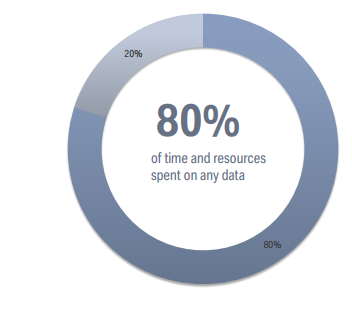 20%
80%
of time and resources
spent on any data
80%